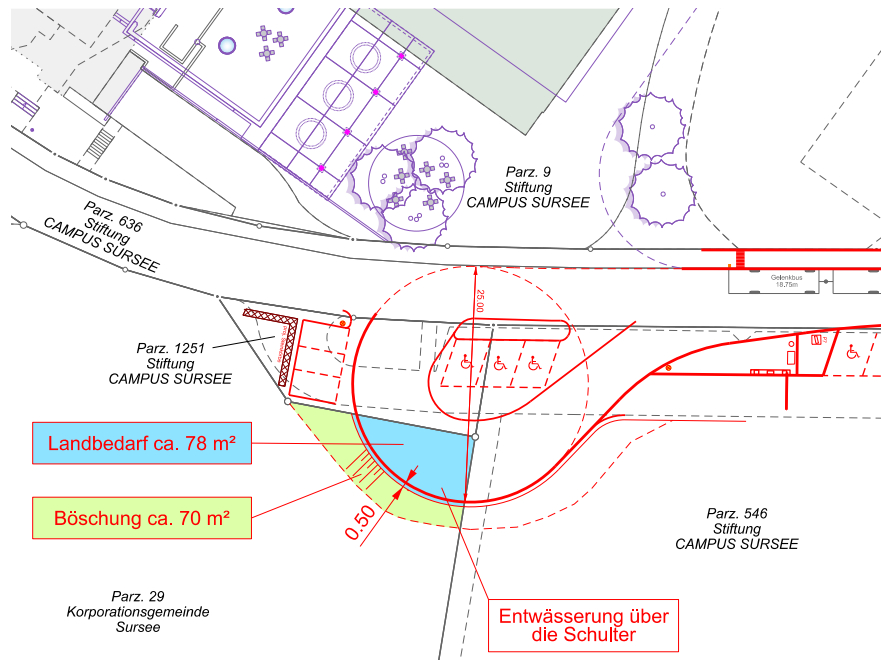 Parz. 9
Stiftung
CAMPUS SURSEE
Parz. 636
Stiftung
CAMPUS SURSEE
Gelenkbus
18.75m
25.00
Parz. 1251
Stiftung
CAMPUS SURSEE
Landbedarf ca. 78 m²
Böschung ca. 70 m²
0.50
Parz. 546
Stiftung
CAMPUS SURSEE
Parz. 29
Korporationsgemeinde
Sursee
Entwässerung über
die Schulter